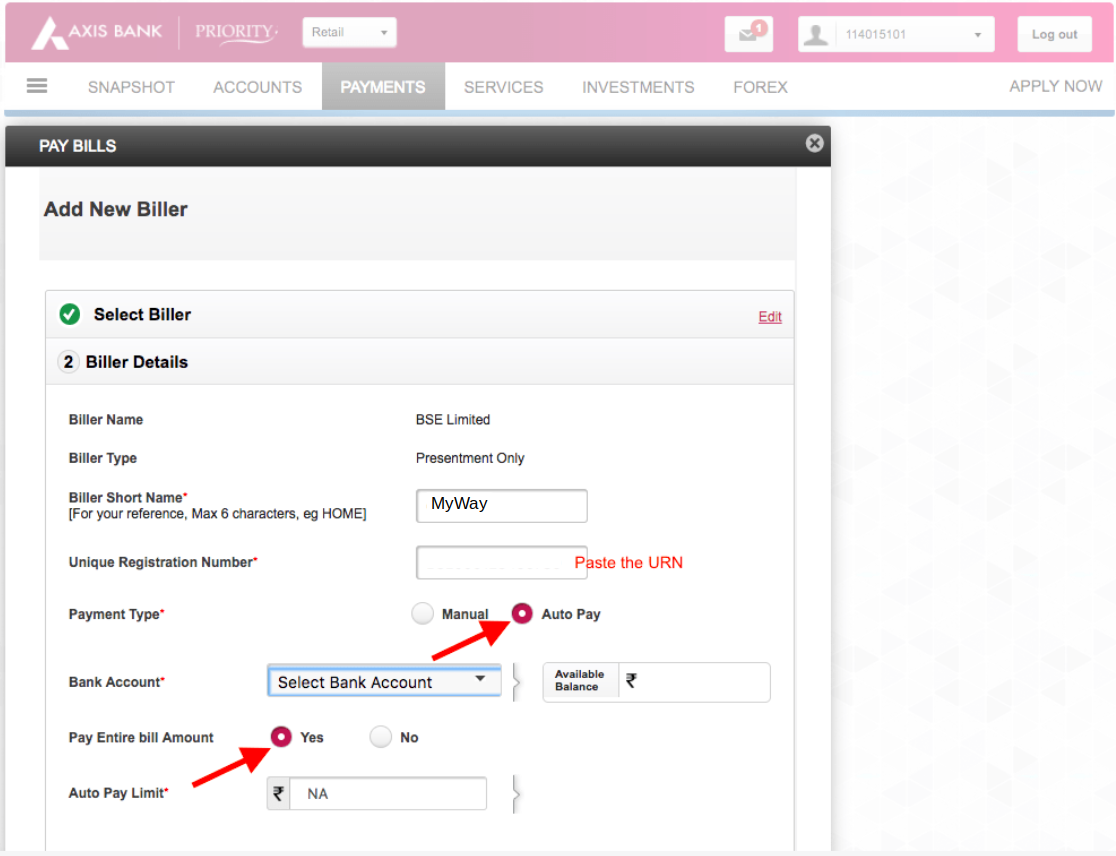 AXIS BANK PRIORITY Retail 1 114015101 Log out
SNAPSHOT ACCOUNTS PAYMENTS SERVICES INVESTMENTS FOREX APPLY NOW
PAY BILLS
Add New Biller
Select Biller Edit
2 Biller Details
Biller Name BSE Limited
Biller Type Presentment Only
Biller Short Name* MyWay
[For your reference, Max 6 characters, eg HOME]
Unique Registration Number* Paste the URN
Payment Type* Manual Auto Pay
Bank Account* Select Bank Account Available Balance ₹
Pay Entire bill Amount Yes No
Auto Pay Limit* ₹ NA